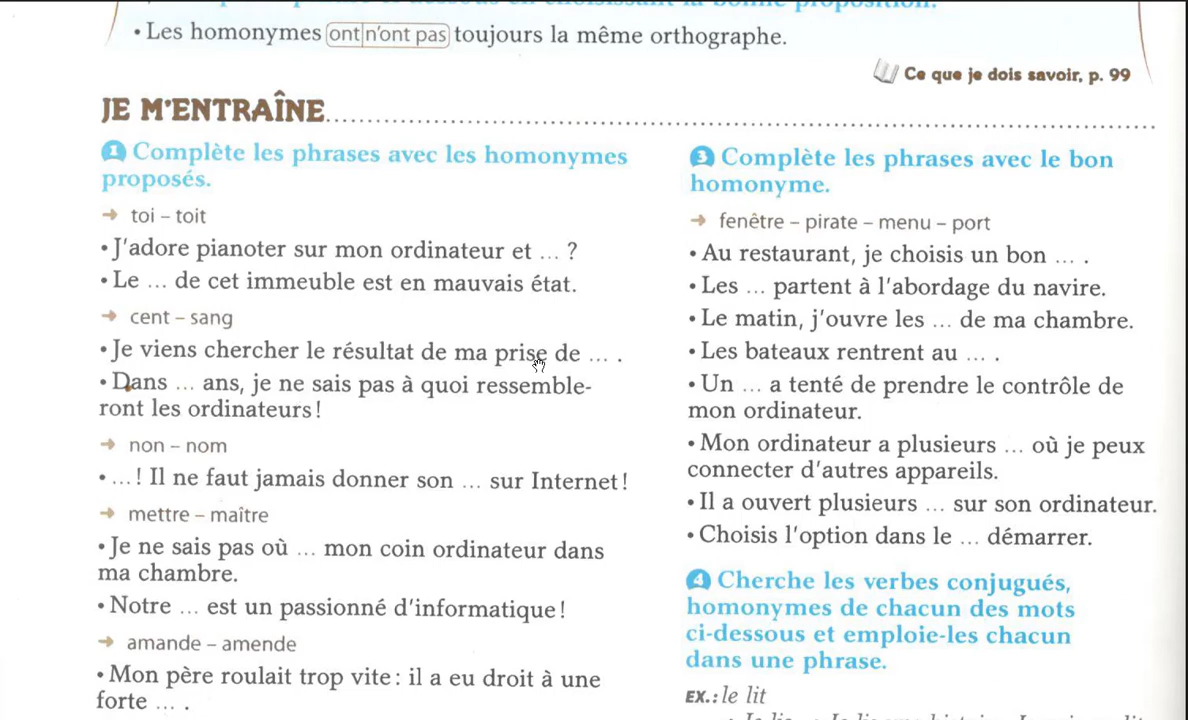 • Les homonymes ont n'ont pas toujours la même orthographe.
Ce que je dois savoir, p. 99
JE M'ENTRAÎNE
1 Complète les phrases avec les homonymes
proposés.
→ toi – toit
• J'adore pianoter sur mon ordinateur et ... ?
• Le ... de cet immeuble est en mauvais état.
→ cent – sang
• Je viens chercher le résultat de ma prise de ... .
• Dans ... ans, je ne sais pas à quoi ressemble-
ront les ordinateurs !
→ non – nom
• ... ! Il ne faut jamais donner son ... sur Internet !
→ mettre – maître
• Je ne sais pas où ... mon coin ordinateur dans
ma chambre.
• Notre ... est un passionné d'informatique !
→ amande – amende
• Mon père roulait trop vite : il a eu droit à une
forte ... .
3 Complète les phrases avec le bon
homonyme.
→ fenêtre – pirate – menu – port
• Au restaurant, je choisis un bon ... .
• Les ... partent à l'abordage du navire.
• Le matin, j'ouvre les ... de ma chambre.
• Les bateaux rentrent au ... .
• Un ... a tenté de prendre le contrôle de
mon ordinateur.
• Mon ordinateur a plusieurs ... où je peux
connecter d'autres appareils.
• Il a ouvert plusieurs ... sur son ordinateur.
• Choisis l'option dans le ... démarrer.
4 Cherche les verbes conjugués,
homonymes de chacun des mots
ci-dessous et emploie-les chacun
dans une phrase.
EX. : le lit